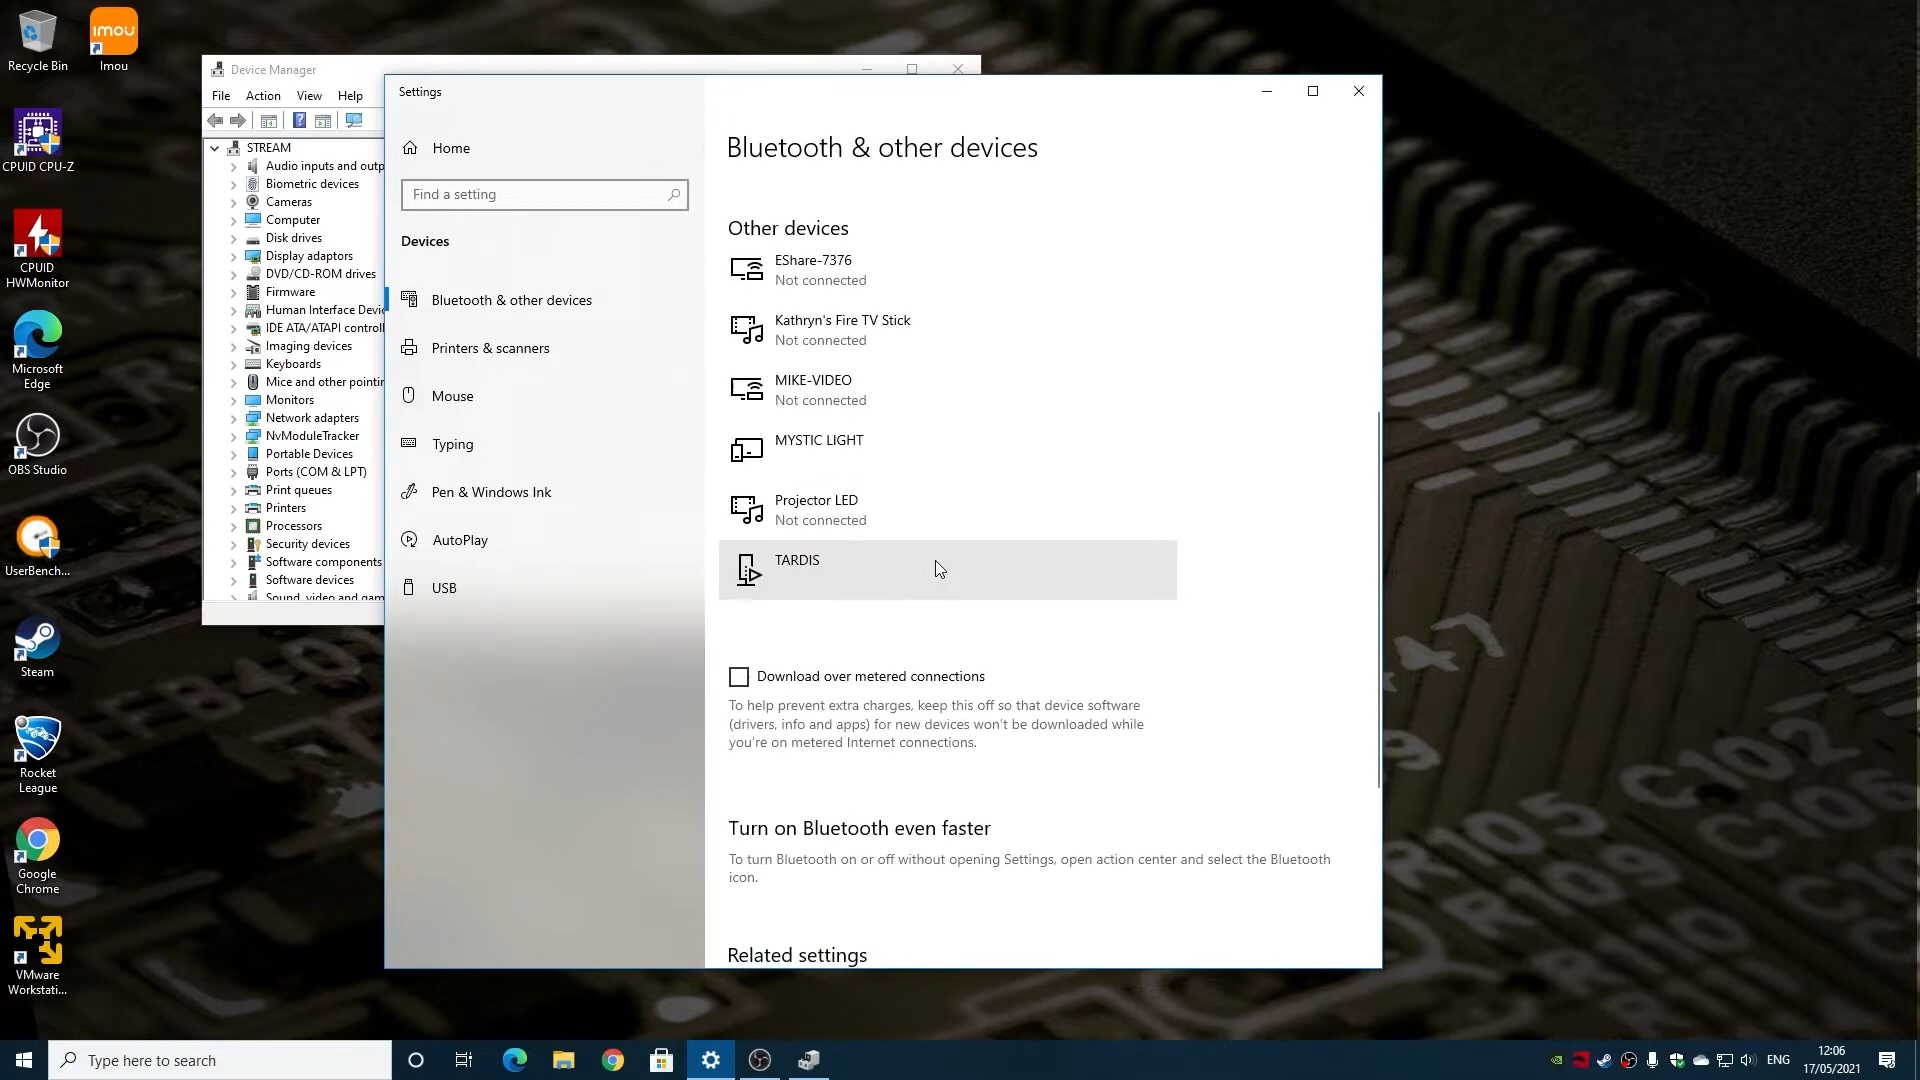 Recycle Bin
imou
Imou
CPUID CPU-Z
CPUID
HWMonitor
Microsoft
Edge
OBS Studio
UserBench...
Steam
Rocket
League
Google
Chrome
VMware
Workstati...
Device Manager
File Action View Help
STREAM
Audio inputs and outp
Biometric devices
Cameras
Computer
Disk drives
Display adaptors
DVD/CD-ROM drives
Firmware
Human Interface Devic
IDE ATA/ATAPI controll
Imaging devices
Keyboards
Mice and other pointin
Monitors
Network adapters
NvModuleTracker
Portable Devices
Ports (COM & LPT)
Print queues
Printers
Processors
Security devices
Software components
Software devices
Sound, video and gam
Settings
Home
Find a setting
Devices
Bluetooth & other devices
Printers & scanners
Mouse
Typing
Pen & Windows Ink
AutoPlay
USB
Bluetooth & other devices
Other devices
EShare-7376
Not connected
Kathryn's Fire TV Stick
Not connected
MIKE-VIDEO
Not connected
MYSTIC LIGHT
Projector LED
Not connected
TARDIS
Download over metered connections
To help prevent extra charges, keep this off so that device software
(drivers, info and apps) for new devices won't be downloaded while
you're on metered Internet connections.
Turn on Bluetooth even faster
To turn Bluetooth on or off without opening Settings, open action center and select the Bluetooth
icon.
Related settings
R105
R109
C102
C106
Type here to search
ENG
12:06
17/05/2021